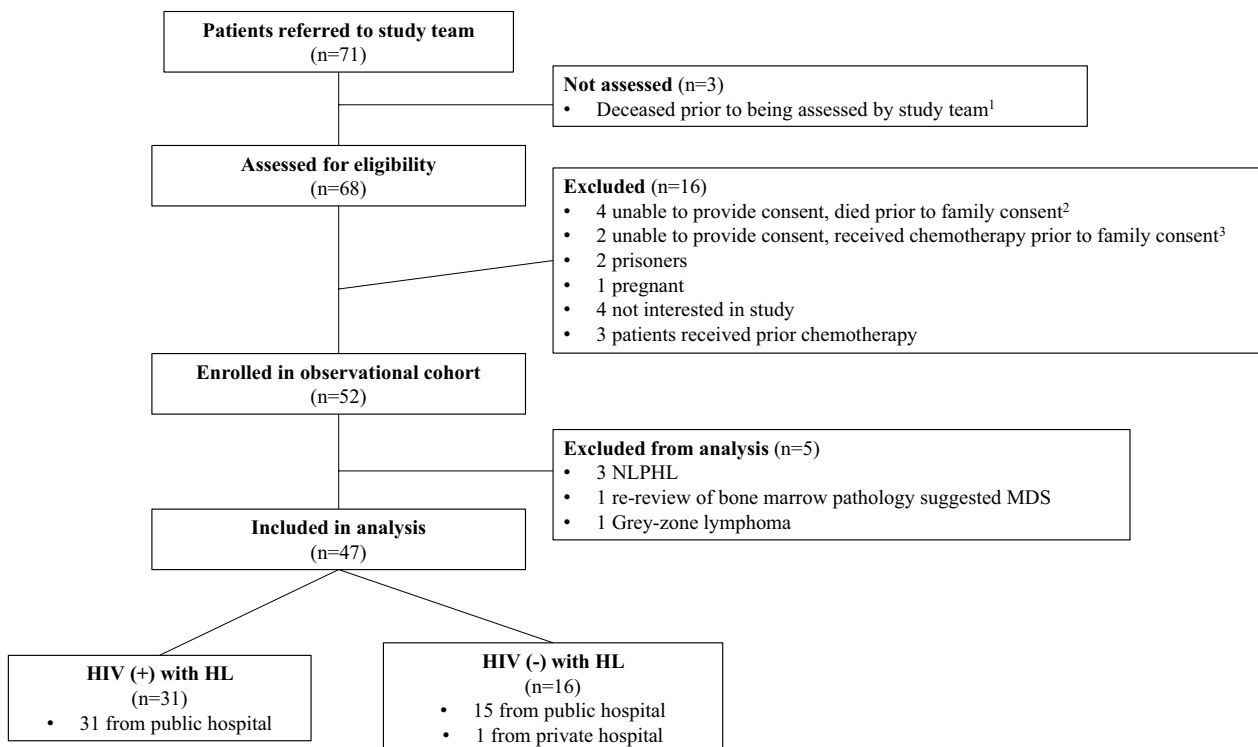 Patients referred to study team
(n=71)
Not assessed (n=3)
• Deceased prior to being assessed by study team¹
Assessed for eligibility
(n=68)
Excluded (n=16)
• 4 unable to provide consent, died prior to family consent²
• 2 unable to provide consent, received chemotherapy prior to family consent³
• 2 prisoners
• 1 pregnant
• 4 not interested in study
• 3 patients received prior chemotherapy
Enrolled in observational cohort
(n=52)
Excluded from analysis (n=5)
• 3 NLPHL
• 1 re-review of bone marrow pathology suggested MDS
• 1 Grey-zone lymphoma
Included in analysis
(n=47)
HIV (+) with HL
(n=31)
• 31 from public hospital
HIV (-) with HL
(n=16)
• 15 from public hospital
• 1 from private hospital